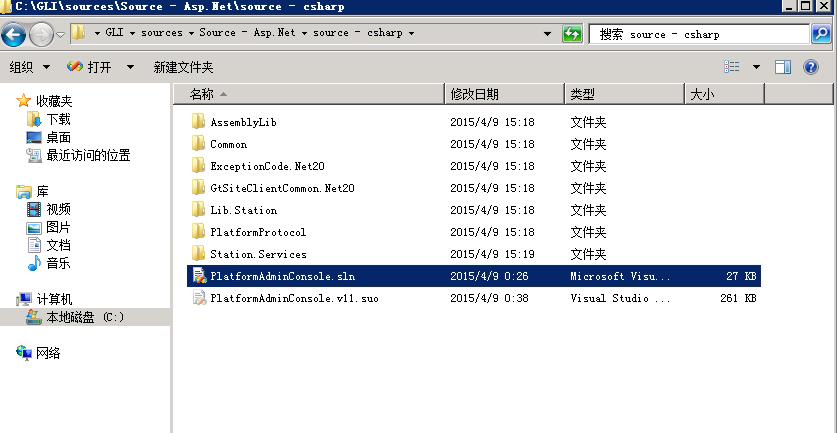 C:\GLI\sources\Source - Asp.Net\source - csharp
GLI sources Source - Asp.Net source - csharp 搜索 source - csharp
组织 打开 新建文件夹
名称 修改日期 类型 大小
收藏夹
下载
桌面
最近访问的位置
库
视频
图片
文档
音乐
计算机
本地磁盘 (C:)
网络
AssemblyLib 2015/4/9 15:18 文件夹
Common 2015/4/9 15:18 文件夹
ExceptionCode.Net20 2015/4/9 15:18 文件夹
GtSiteClientCommon.Net20 2015/4/9 15:18 文件夹
Lib.Station 2015/4/9 15:18 文件夹
PlatformProtocol 2015/4/9 15:18 文件夹
Station.Services 2015/4/9 15:19 文件夹
PlatformAdminConsole.sln 2015/4/9 0:26 Microsoft Visu... 27 KB
PlatformAdminConsole.v11.suo 2015/4/9 0:38 Visual Studio ... 261 KB